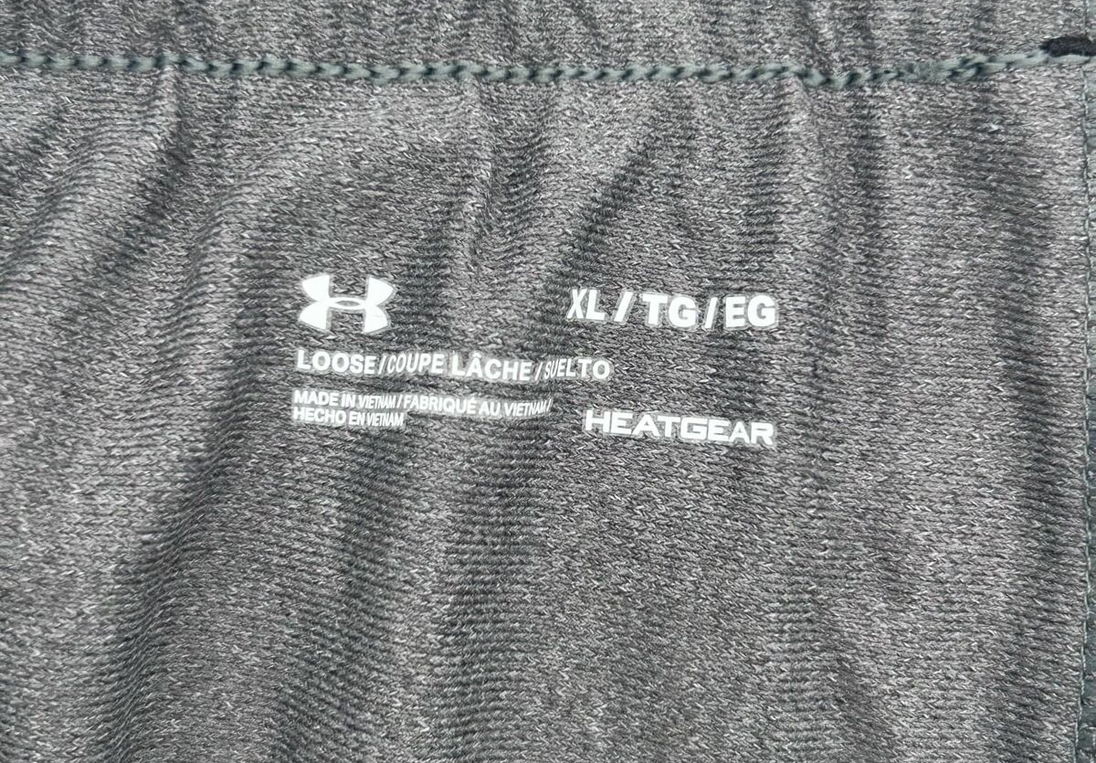 XL / TG / EG
LOOSE / COUPE LÂCHE / SUELTO
MADE IN VIETNAM / FABRIQUÉ AU VIETNAM /
HECHO EN VIETNAM
HEATGEAR